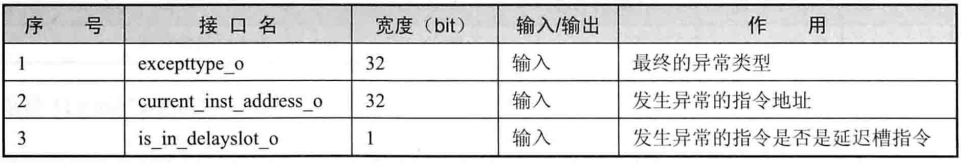 序 号 接 口 名 宽度（bit） 输入/输出 作 用
1 excepttype_o 32 输入 最终的异常类型
2 current_inst_address_o 32 输入 发生异常的指令地址
3 is_in_delayslot_o 1 输入 发生异常的指令是否是延迟槽指令